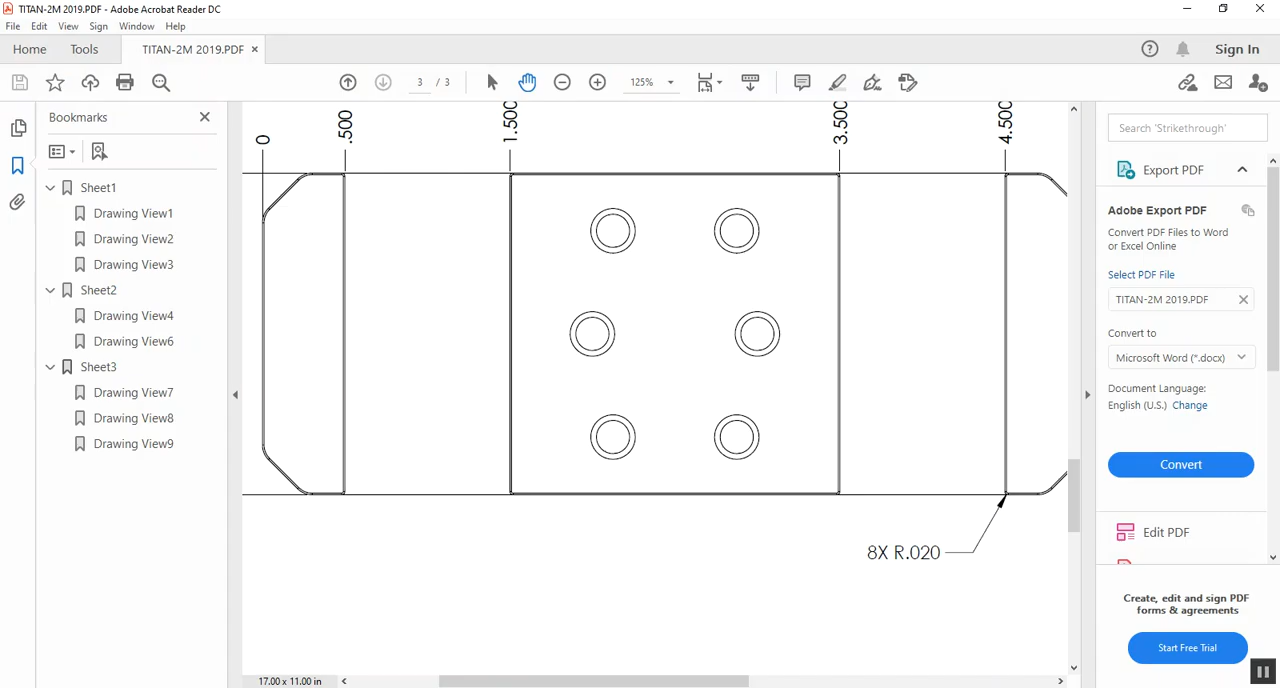 TITAN-2M 2019.PDF - Adobe Acrobat Reader DC
File Edit View Sign Window Help
Home Tools TITAN-2M 2019.PDF × Sign In
3 / 3 125%
Bookmarks
Sheet1
Drawing View1
Drawing View2
Drawing View3
Sheet2
Drawing View4
Drawing View6
Sheet3
Drawing View7
Drawing View8
Drawing View9
0
.500
1.500
3.500
4.500
8X R.020
17.00 x 11.00 in
Search 'Strikethrough'
Export PDF
Adobe Export PDF
Convert PDF Files to Word
or Excel Online
Select PDF File
TITAN-2M 2019.PDF
Convert to
Microsoft Word (*.docx)
Document Language:
English (U.S.) Change
Convert
Edit PDF
Create, edit and sign PDF
forms & agreements
Start Free Trial